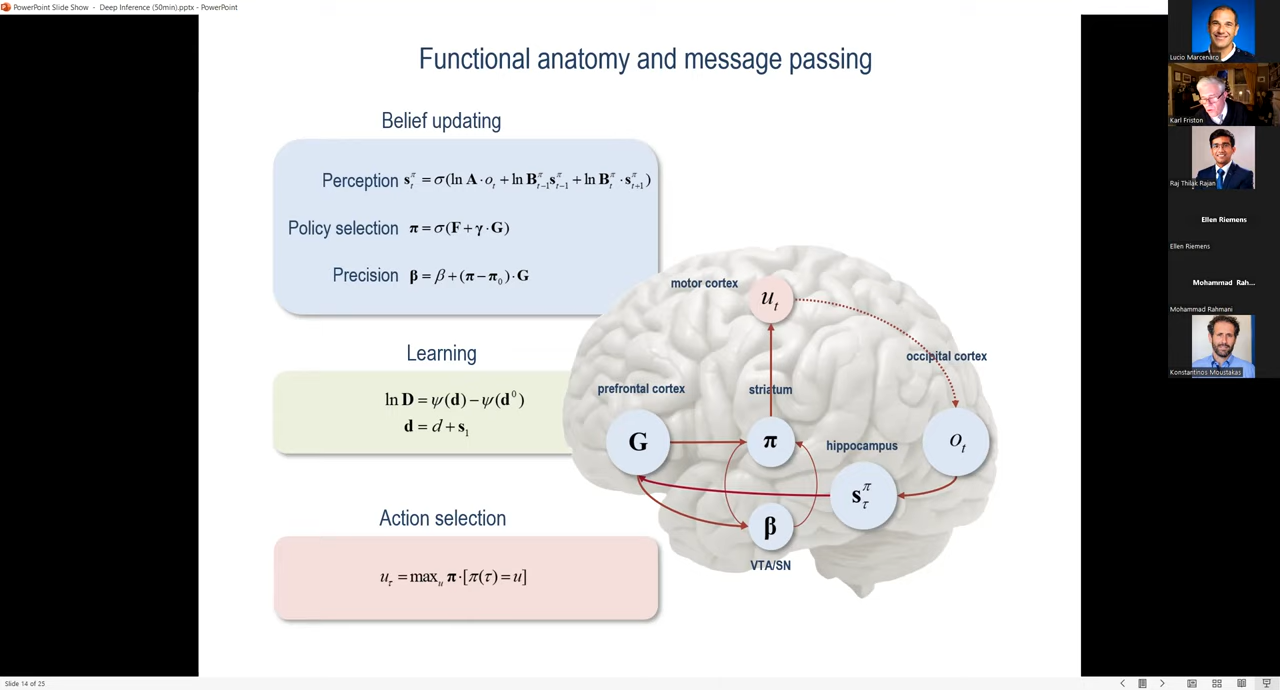 PowerPoint Slide Show - Deep Inference (50min).pptx - PowerPoint
Functional anatomy and message passing
Belief updating
Perception s_t^π = σ(ln A · o_t + ln B_{t−1}^π s_{t−1}^π + ln B_t^π · s_{t+1}^π)
Policy selection π = σ(F + γ · G)
Precision β = β + (π − π_0) · G
Learning
ln D = ψ(d) − ψ(d^0)
d = d + s_1
Action selection
u_τ = max_u π · [π(τ) = u]
motor cortex
u_t
occipital cortex
prefrontal cortex
striatum
G
π
hippocampus
o_t
s_τ^π
β
VTA/SN
Lucio Marcenaro
Karl Friston
Raj Thilak Rajan
Ellen Riemens
Ellen Riemens
Mohammad Rah...
Mohammad Rahmani
Konstantinos Moustakas
Slide 14 of 25